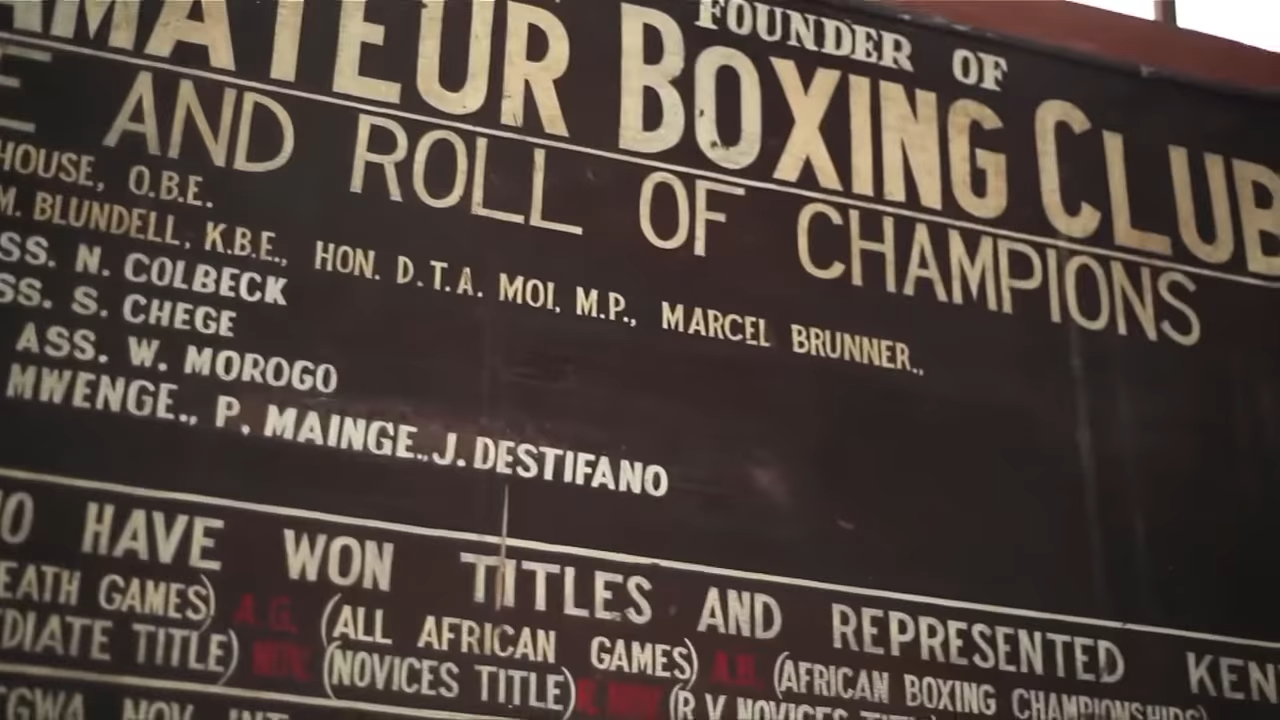 FOUNDER OF
AMATEUR BOXING CLUB
E AND ROLL OF CHAMPIONS
HOUSE, O.B.E.
M. BLUNDELL, K.B.E., HON. D.T.A. MOI, M.P., MARCEL BRUNNER.,
SS. N. COLBECK
SS. S. CHEGE
ASS. W. MOROGO
MWENGE., P. MAINGE., J. DESTIFANO
O HAVE WON TITLES AND REPRESENTED KEN
EATH GAMES) A.G. (ALL AFRICAN GAMES) (AFRICAN BOXING CHAMPIONSHIPS)
DIATE TITLE) (NOVICES TITLE) (R.V. NOVICES
GWA NOV. INT